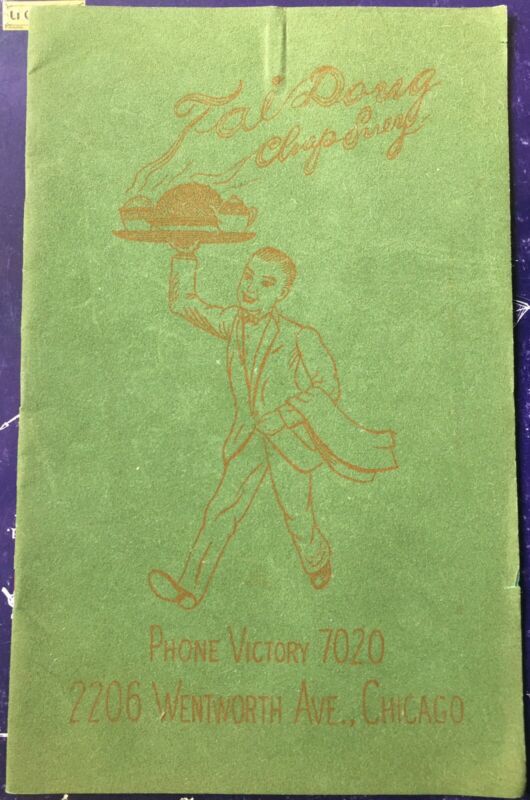 Tai Dong
Chop Suey
Phone Victory 7020
2206 Wentworth Ave., Chicago